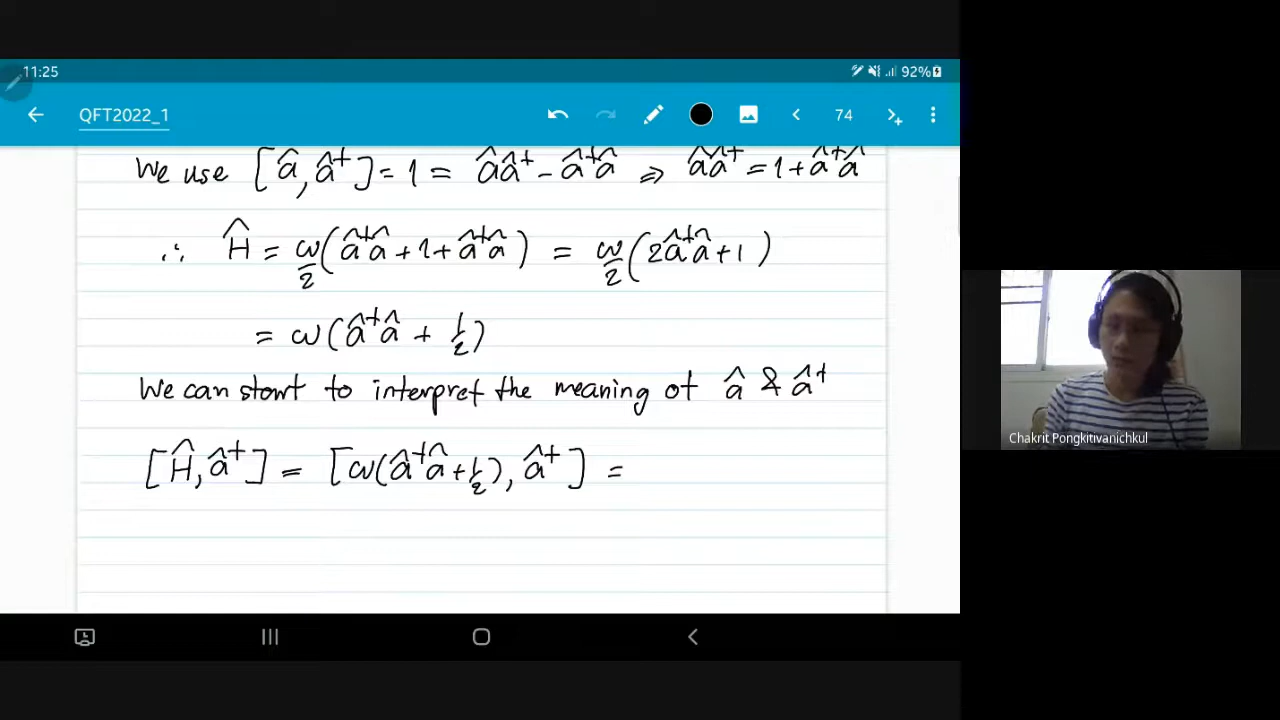 11:25 92%
QFT2022_1 74
We use [â, â†] = 1 = ââ† - â†â ⇒ ââ† = 1 + â†â
∴ Ĥ = ω/2 (â†â + 1 + â†â) = ω/2 (2â†â + 1)
= ω(â†â + 1/2)
We can start to interpret the meaning of â & â†
[Ĥ, â†] = [ω(â†â + 1/2), â†] =
Chakrit Pongkitivanichkul